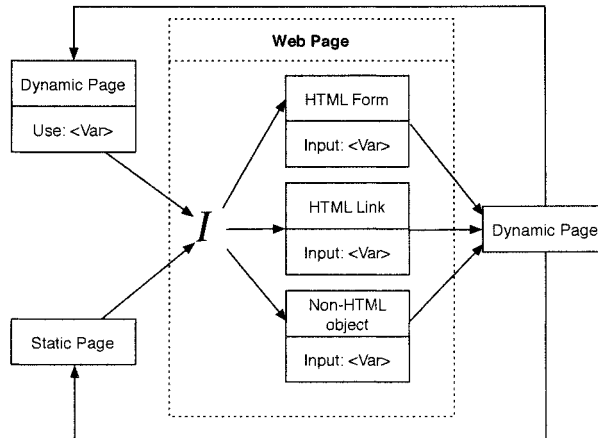 Web Page
Dynamic Page
Use: <Var>
HTML Form
Input: <Var>
I
HTML Link
Input: <Var>
Dynamic Page
Non-HTML
object
Input: <Var>
Static Page